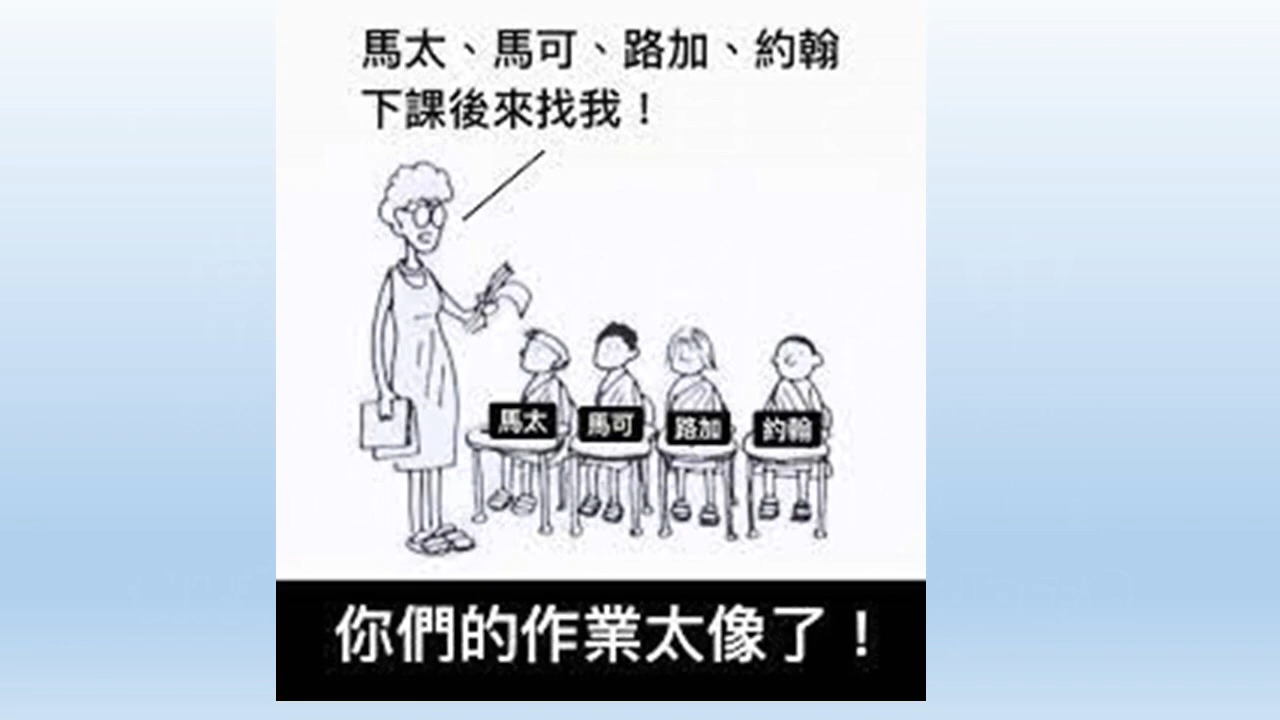 馬太、馬可、路加、約翰
下課後來找我！
馬太
馬可
路加
約翰
你們的作業太像了！